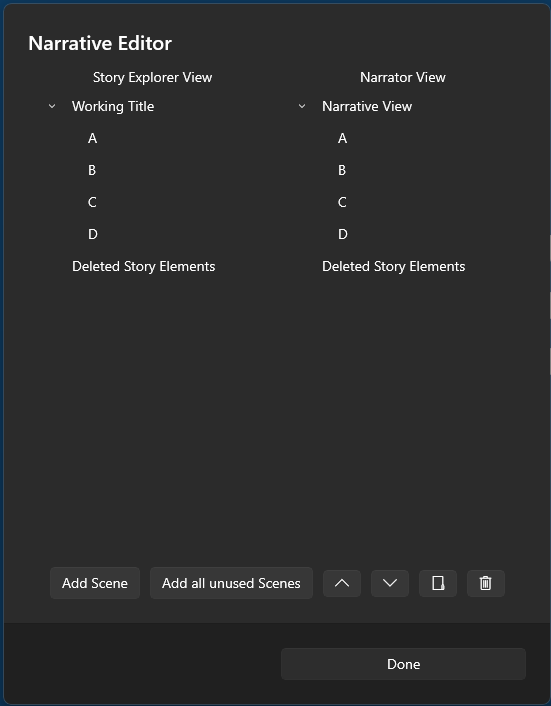 Narrative Editor
Story Explorer View
Narrator View
Working Title
Narrative View
A
A
B
B
C
C
D
D
Deleted Story Elements
Deleted Story Elements
Add Scene
Add all unused Scenes
Done